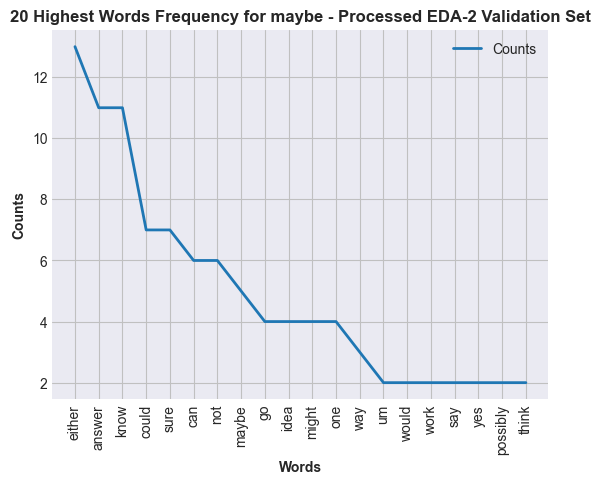 20 Highest Words Frequency for maybe - Processed EDA-2 Validation Set
Counts
12
10
8
6
4
2
Counts
either
answer
know
could
sure
can
not
maybe
go
idea
might
one
way
um
would
work
say
yes
possibly
think
Words